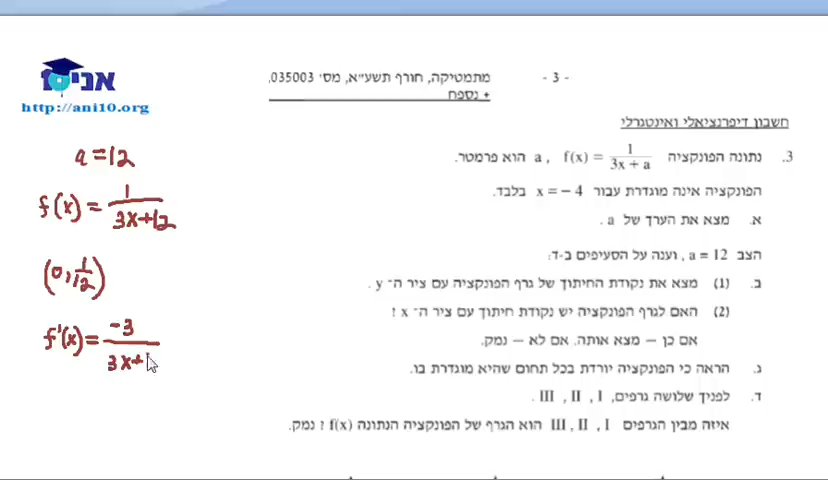 אני10
http://ani10.org
a = 12
f(x) = 1/(3x+12)
(0, 1/12)
f'(x) = -3/(3x+
מתמטיקה, חורף תשע"א, מס' 035003,
+ נספח
- 3 -
חשבון דיפרנציאלי ואינטגרלי
3. נתונה הפונקציה f(x) = 1/(3x + a) , a הוא פרמטר.
הפונקציה אינה מוגדרת עבור x = − 4 בלבד.
א. מצא את הערך של a .
הצב a = 12 , וענה על הסעיפים ב-ד:
ב. (1) מצא את נקודת החיתוך של גרף הפונקציה עם ציר ה־ y .
(2) האם לגרף הפונקציה יש נקודת חיתוך עם ציר ה־ x ?
אם כן — מצא אותה. אם לא — נמק.
ג. הראה כי הפונקציה יורדת בכל תחום שהיא מוגדרת בו.
ד. לפניך שלושה גרפים, I , II , III .
איזה מבין הגרפים I , II , III הוא הגרף של הפונקציה הנתונה f(x) ? נמק.